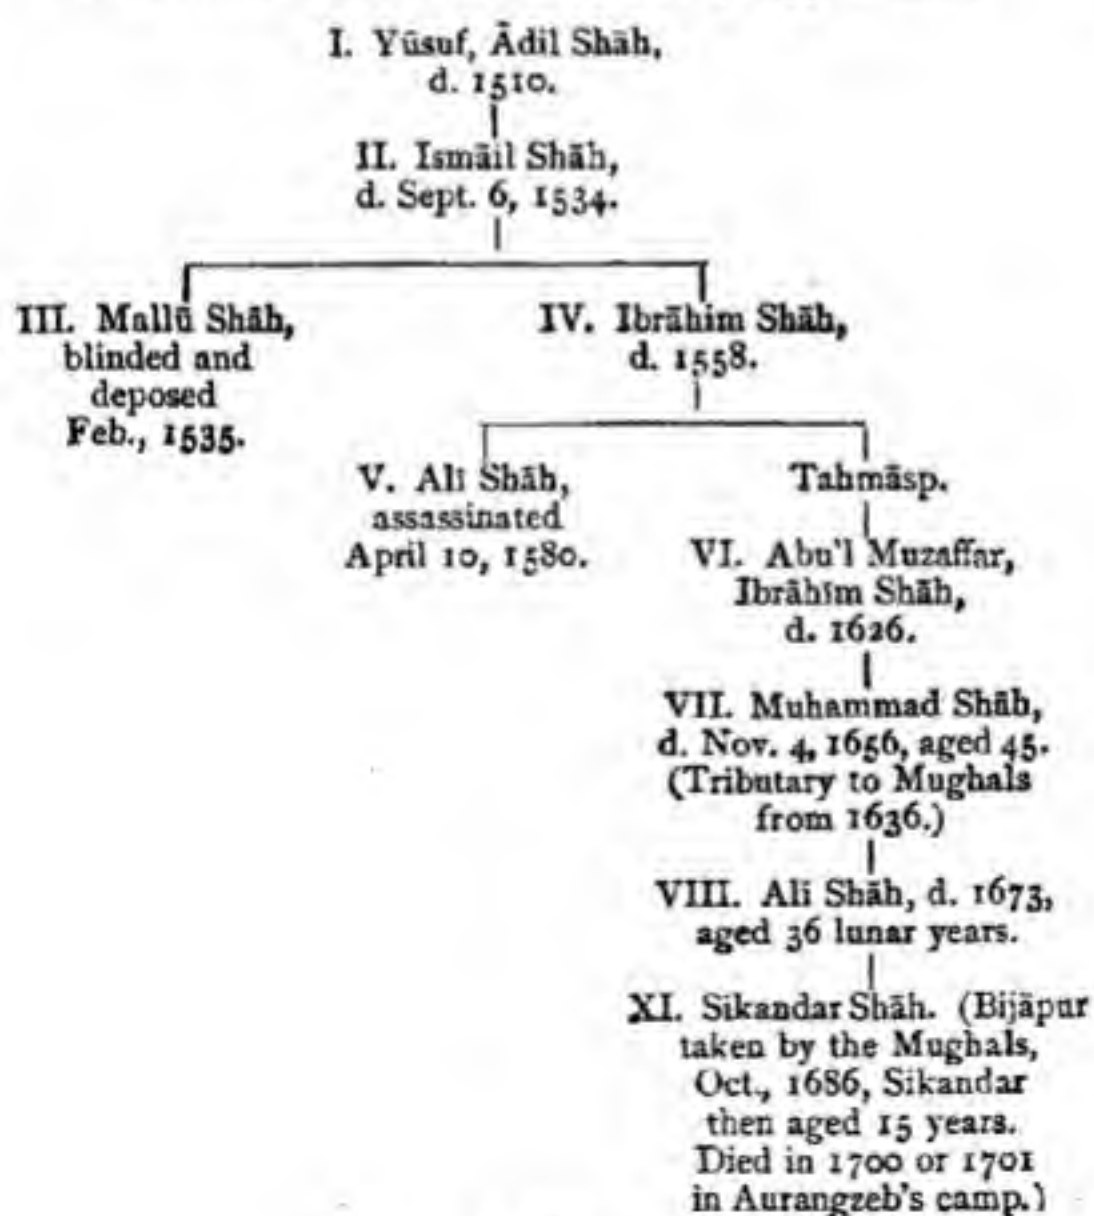 I. Yūsuf, Ādil Shāh,
d. 1510.
II. Ismāil Shāh,
d. Sept. 6, 1534.
III. Mallū Shāh,
blinded and
deposed
Feb., 1535.
IV. Ibrāhim Shāh,
d. 1558.
V. Alī Shāh,
assassinated
April 10, 1580.
Tahmāsp.
VI. Abu'l Muzaffar,
Ibrāhīm Shāh,
d. 1626.
VII. Muhammad Shāh,
d. Nov. 4, 1656, aged 45.
(Tributary to Mughals
from 1636.)
VIII. Alī Shāh, d. 1673,
aged 36 lunar years.
XI. Sikandar Shāh. (Bijāpur
taken by the Mughals,
Oct., 1686, Sikandar
then aged 15 years.
Died in 1700 or 1701
in Aurangzeb's camp.)